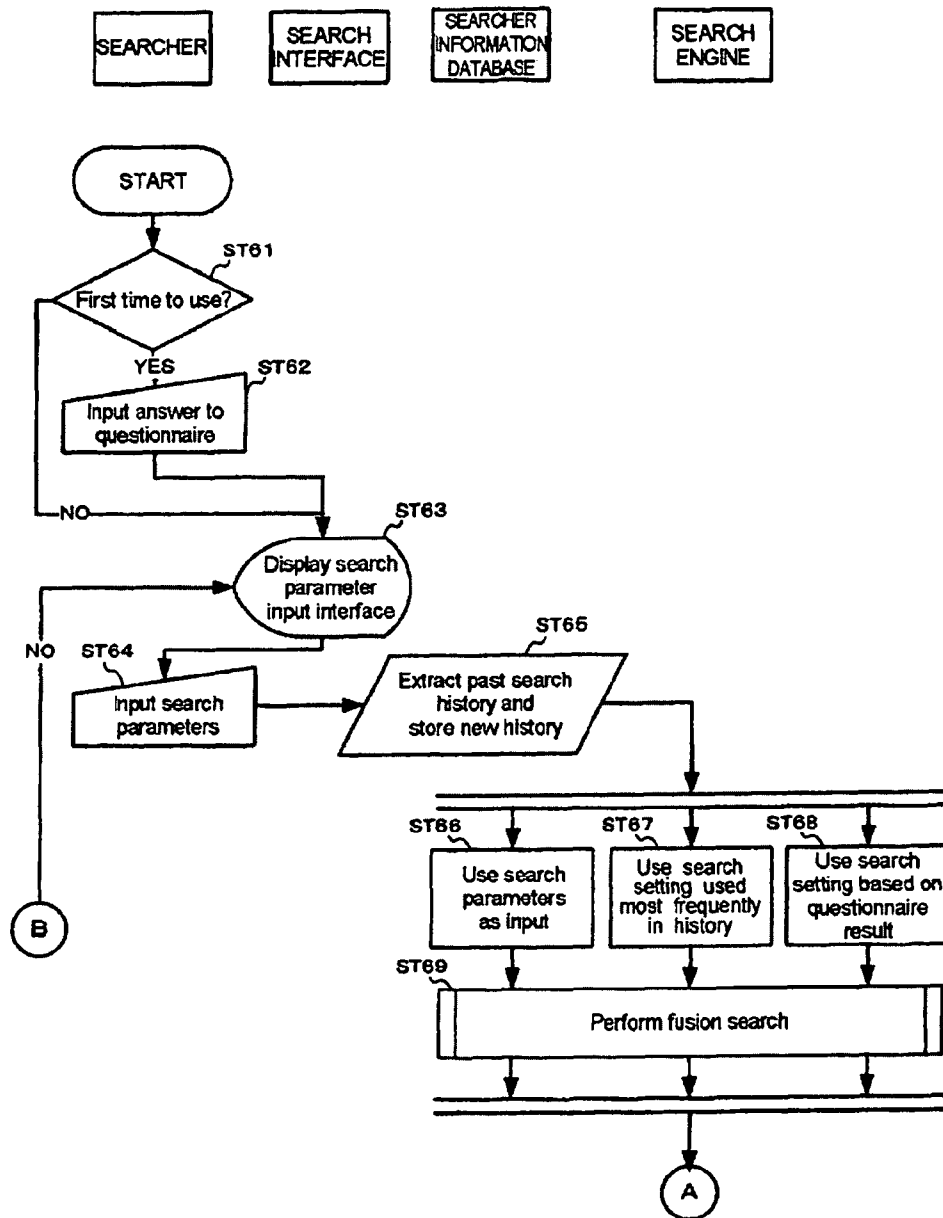 SEARCHER
SEARCH
INTERFACE
SEARCHER
INFORMATION
DATABASE
SEARCH
ENGINE
START
ST61
First time to use?
YES
ST62
Input answer to
questionnaire
NO
ST63
Display search
parameter
input interface
NO
ST64
Input search
parameters
ST65
Extract past search
history and
store new history
ST66
Use search
parameters
as input
ST67
Use search
setting used
most frequently
in history
ST68
Use search
setting based on
questionnaire
result
B
ST69
Perform fusion search
A